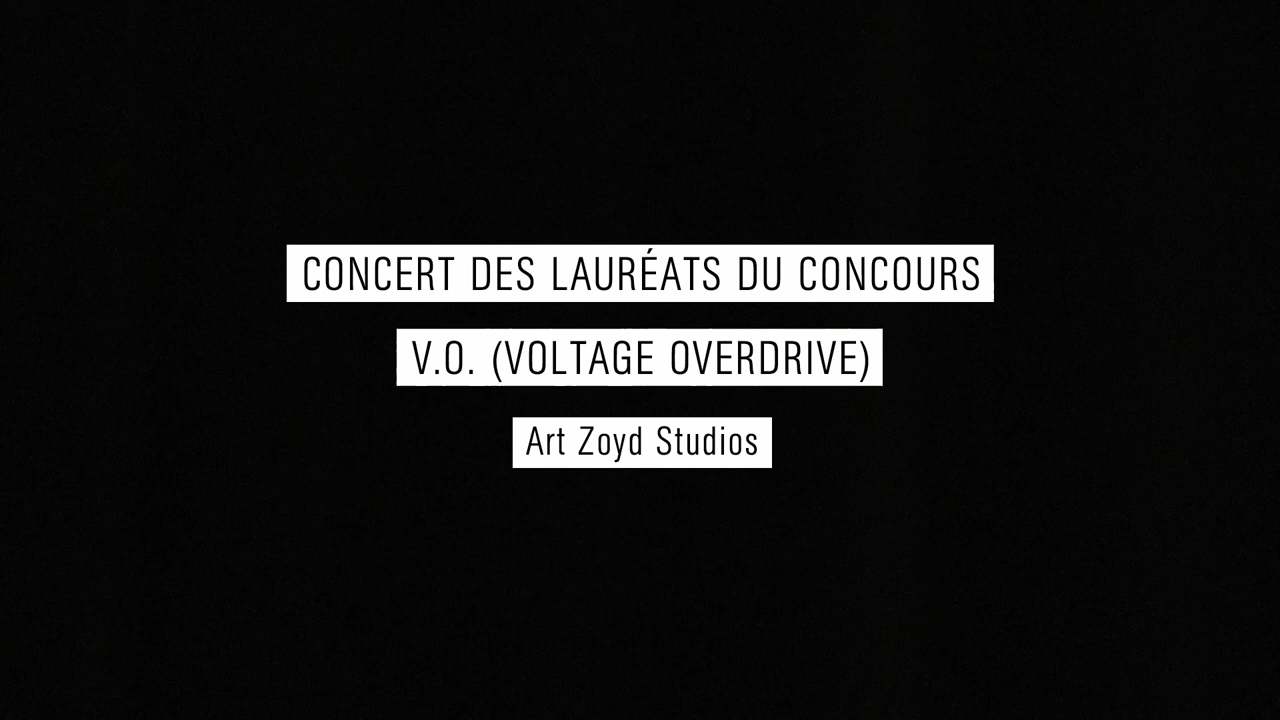 CONCERT DES LAURÉATS DU CONCOURS
V.O. (VOLTAGE OVERDRIVE)
Art Zoyd Studios